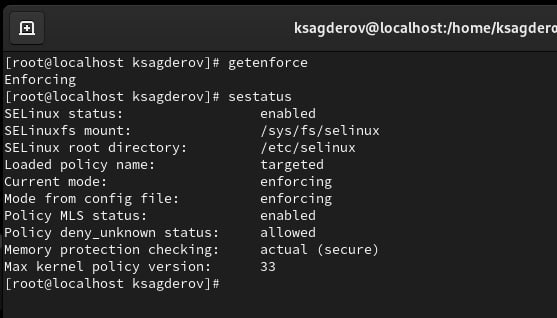 ksagderov@localhost:/home/ksagdero
[root@localhost ksagderov]# getenforce
Enforcing
[root@localhost ksagderov]# sestatus
SELinux status:                 enabled
SELinuxfs mount:                /sys/fs/selinux
SELinux root directory:         /etc/selinux
Loaded policy name:             targeted
Current mode:                   enforcing
Mode from config file:          enforcing
Policy MLS status:              enabled
Policy deny_unknown status:     allowed
Memory protection checking:     actual (secure)
Max kernel policy version:      33
[root@localhost ksagderov]#